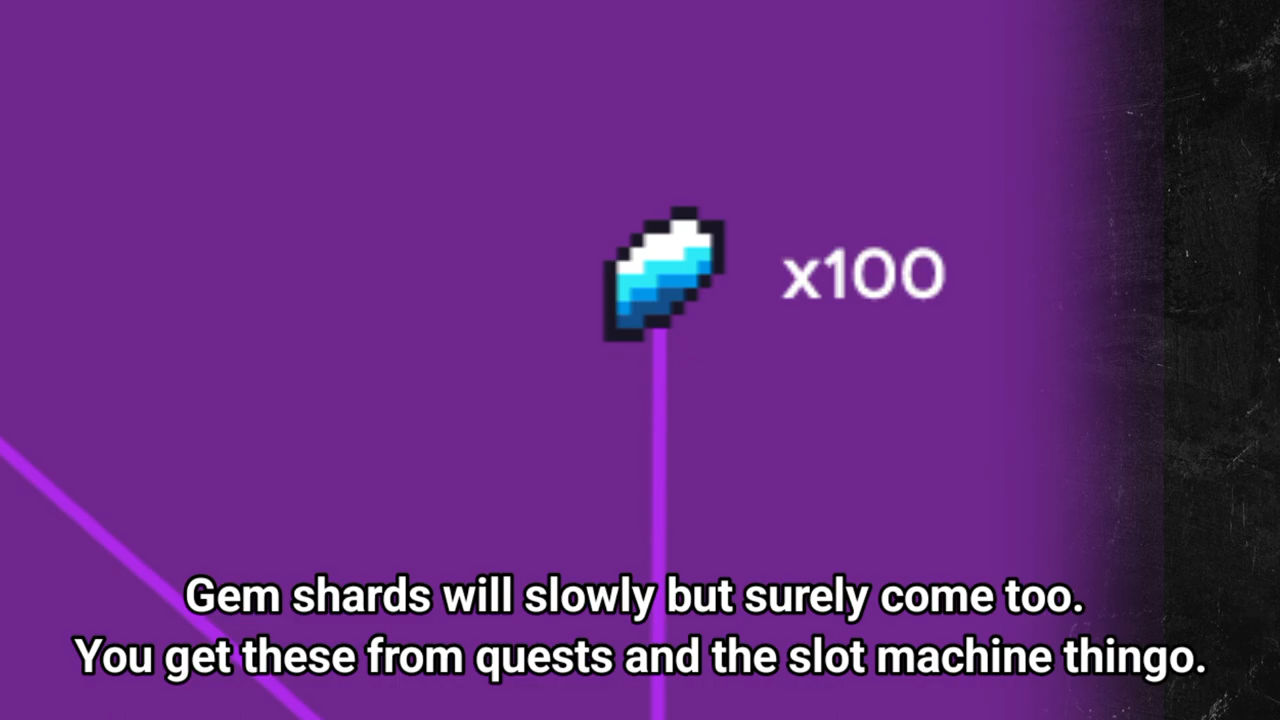 x100
Gem shards will slowly but surely come too.
You get these from quests and the slot machine thingo.